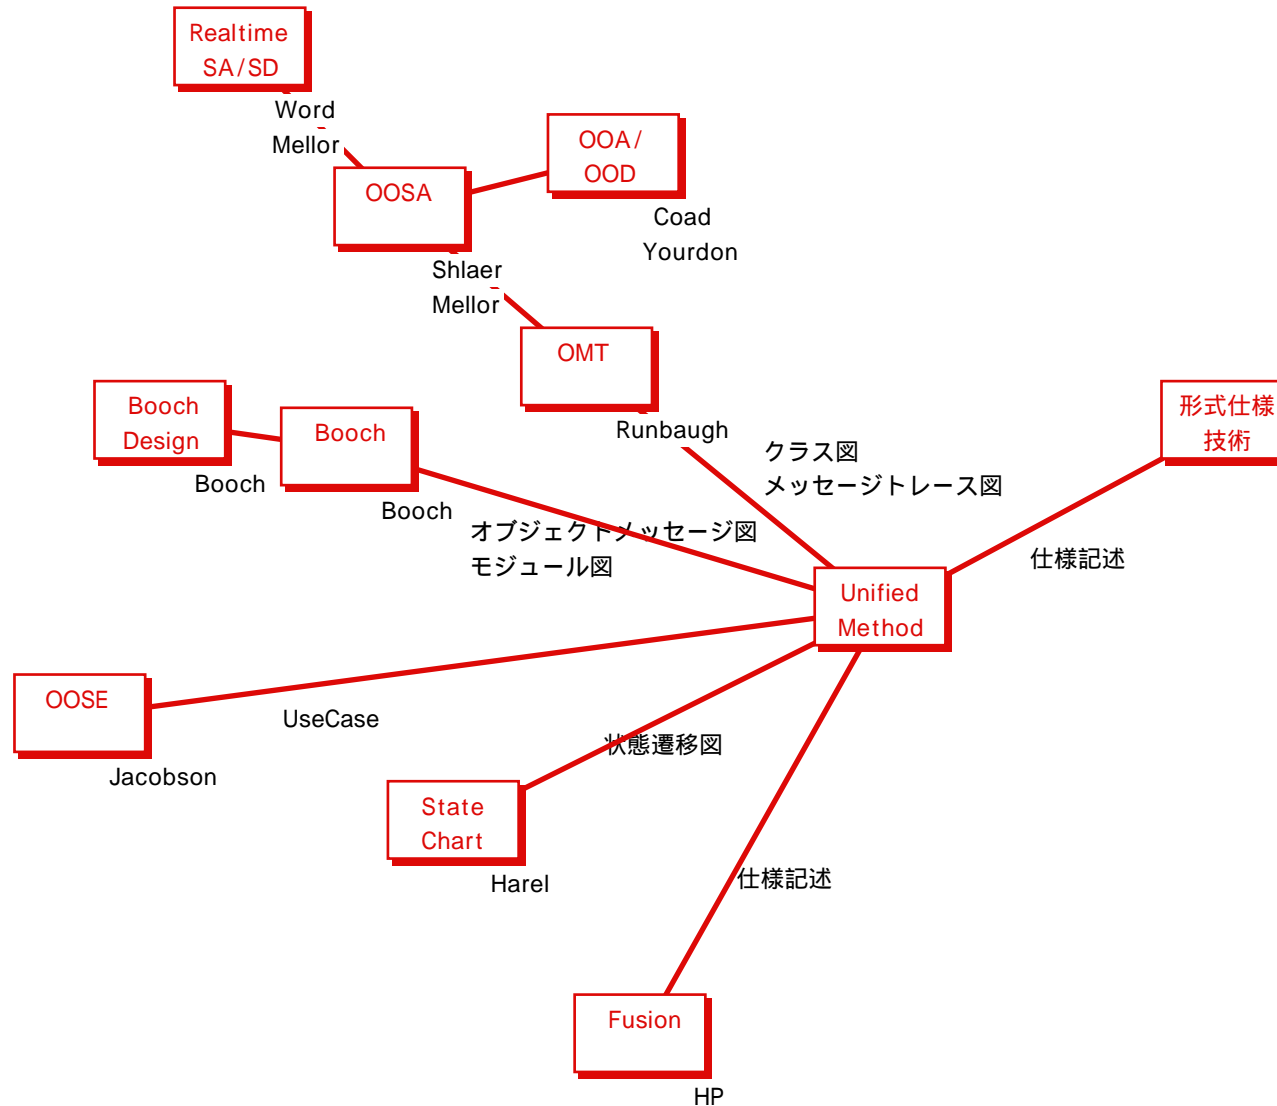 Realtime
SA/SD
Word
Mellor
OOA/
OOD
Coad
Yourdon
OOSA
Shlaer
Mellor
OMT
Runbaugh
Booch
Design
Booch
Booch
Booch
クラス図
メッセージトレース図
オブジェクトメッセージ図
モジュール図
形式仕様
技術
仕様記述
Unified
Method
OOSE
Jacobson
UseCase
状態遷移図
State
Chart
Harel
仕様記述
Fusion
HP